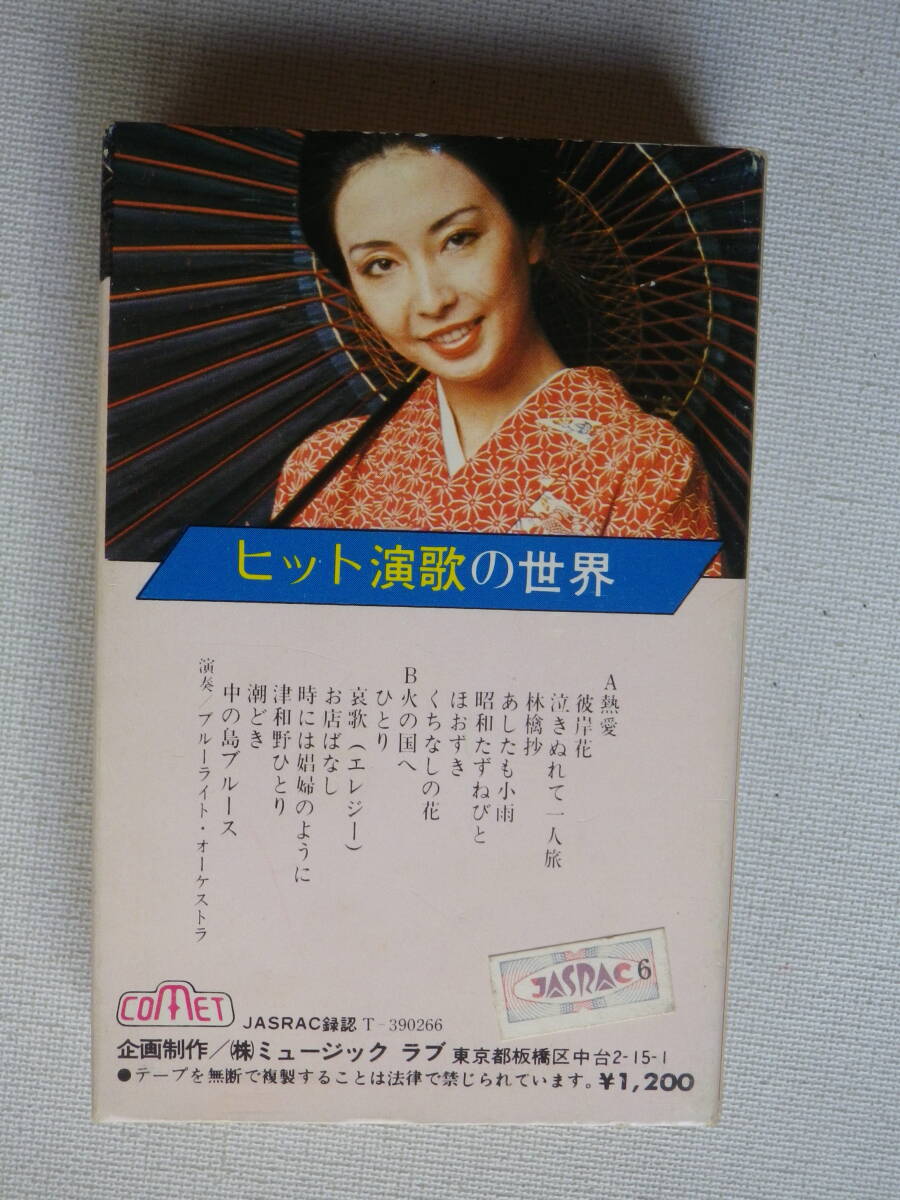 ヒット演歌の世界
A 熱愛
彼岸花
泣きぬれて一人旅
林檎抄
あしたも小雨
昭和たずねびと
ほおずき
くちなしの花
B 火の国へ
ひとり
哀歌(エレジー)
お店ばなし
時には娼婦のように
津和野ひとり
潮どき
中の島ブルース
演奏/ブルーライト・オーケストラ
JASRAC 6
COMET
JASRAC録認 T-390266
企画制作/㈱ミュージック ラブ 東京都板橋区中台2-15-1
●テープを無断で複製することは法律で禁じられています。¥1,200